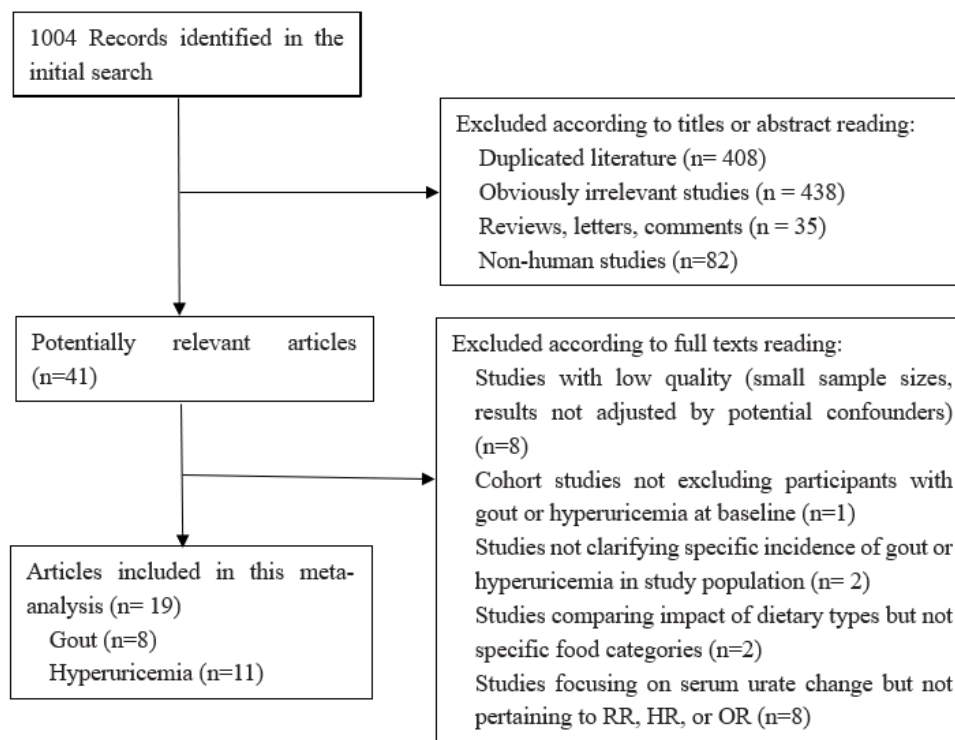 1004 Records identified in the
initial search
Excluded according to titles or abstract reading:
Duplicated literature (n= 408)
Obviously irrelevant studies (n = 438)
Reviews, letters, comments (n = 35)
Non-human studies (n=82)
Potentially relevant articles
(n=41)
Excluded according to full texts reading:
Studies with low quality (small sample sizes,
results not adjusted by potential confounders)
(n=8)
Cohort studies not excluding participants with
gout or hyperuricemia at baseline (n=1)
Studies not clarifying specific incidence of gout or
hyperuricemia in study population (n= 2)
Studies comparing impact of dietary types but not
specific food categories (n=2)
Studies focusing on serum urate change but not
pertaining to RR, HR, or OR (n=8)
Articles included in this meta-
analysis (n= 19)
Gout (n=8)
Hyperuricemia (n=11)